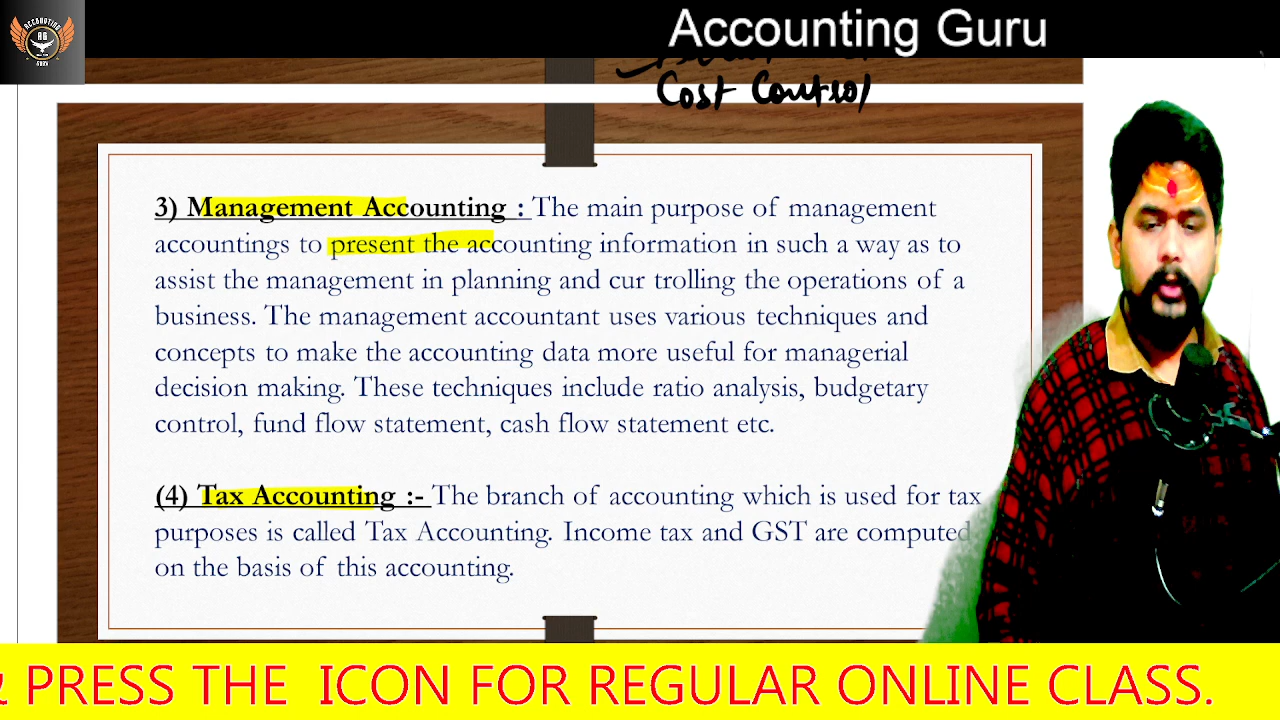 Accounting Guru
ACCOUNTING
AG
GURU
Cost Control
3) Management Accounting : The main purpose of management
accountings to present the accounting information in such a way as to
assist the management in planning and cur trolling the operations of a
business. The management accountant uses various techniques and
concepts to make the accounting data more useful for managerial
decision making. These techniques include ratio analysis, budgetary
control, fund flow statement, cash flow statement etc.
(4) Tax Accounting :- The branch of accounting which is used for tax
purposes is called Tax Accounting. Income tax and GST are computed
on the basis of this accounting.
PRESS THE ICON FOR REGULAR ONLINE CLASS.